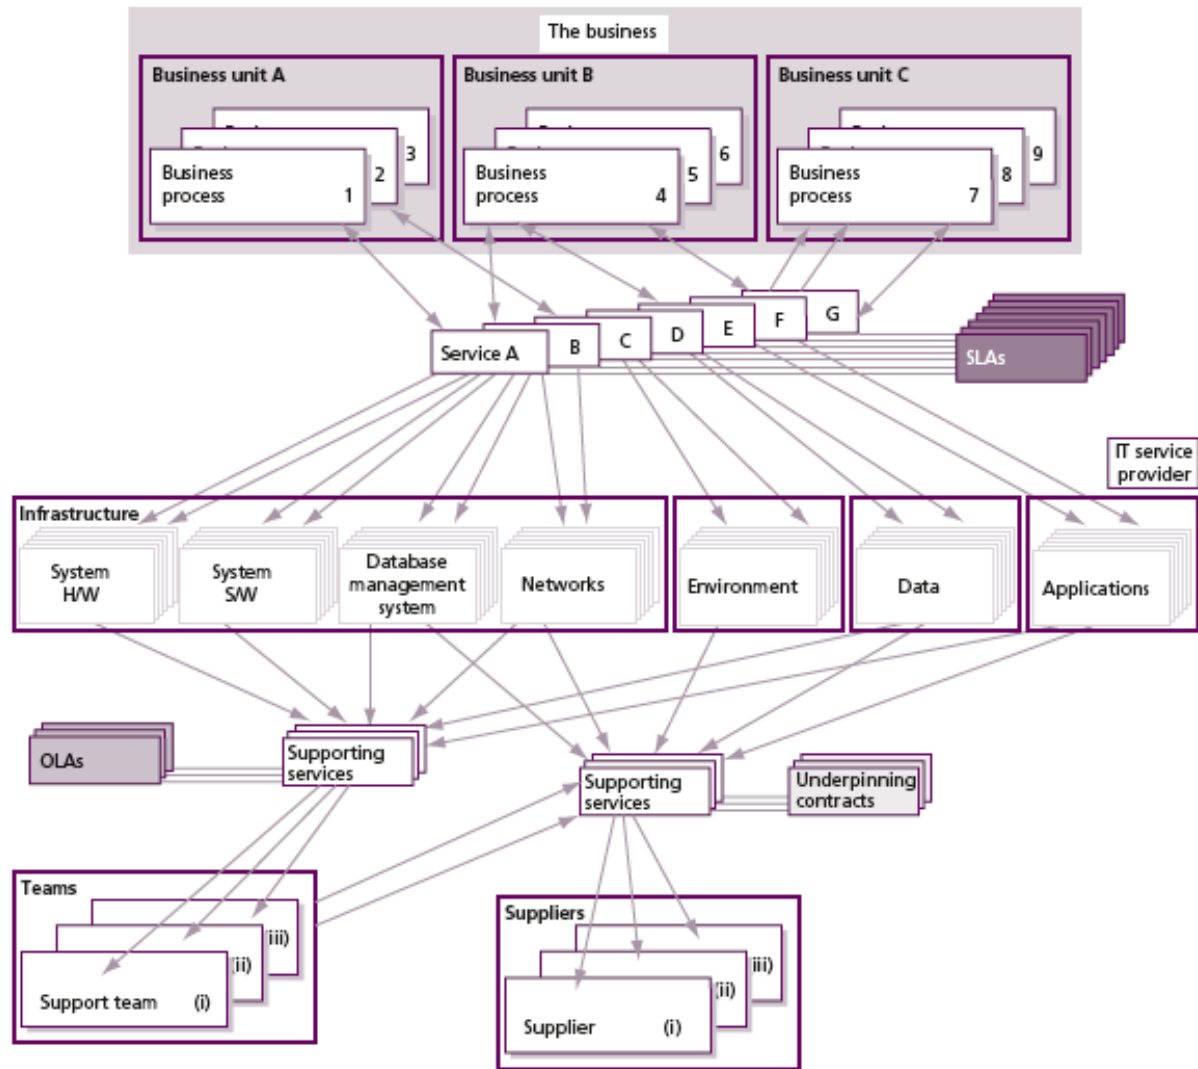 The business
Business unit A
Business unit B
Business unit C
3
6
9
2
5
8
Business
process 1
Business
process 4
Business
process 7
G
F
E
D
C
B
Service A
SLAs
IT service
provider
Infrastructure
System
H/W
System
S/W
Database
management
system
Networks
Environment
Data
Applications
OLAs
Supporting
services
Supporting
services
Underpinning
contracts
Teams
(iii)
(ii)
Support team (i)
Suppliers
(iii)
(ii)
Supplier (i)